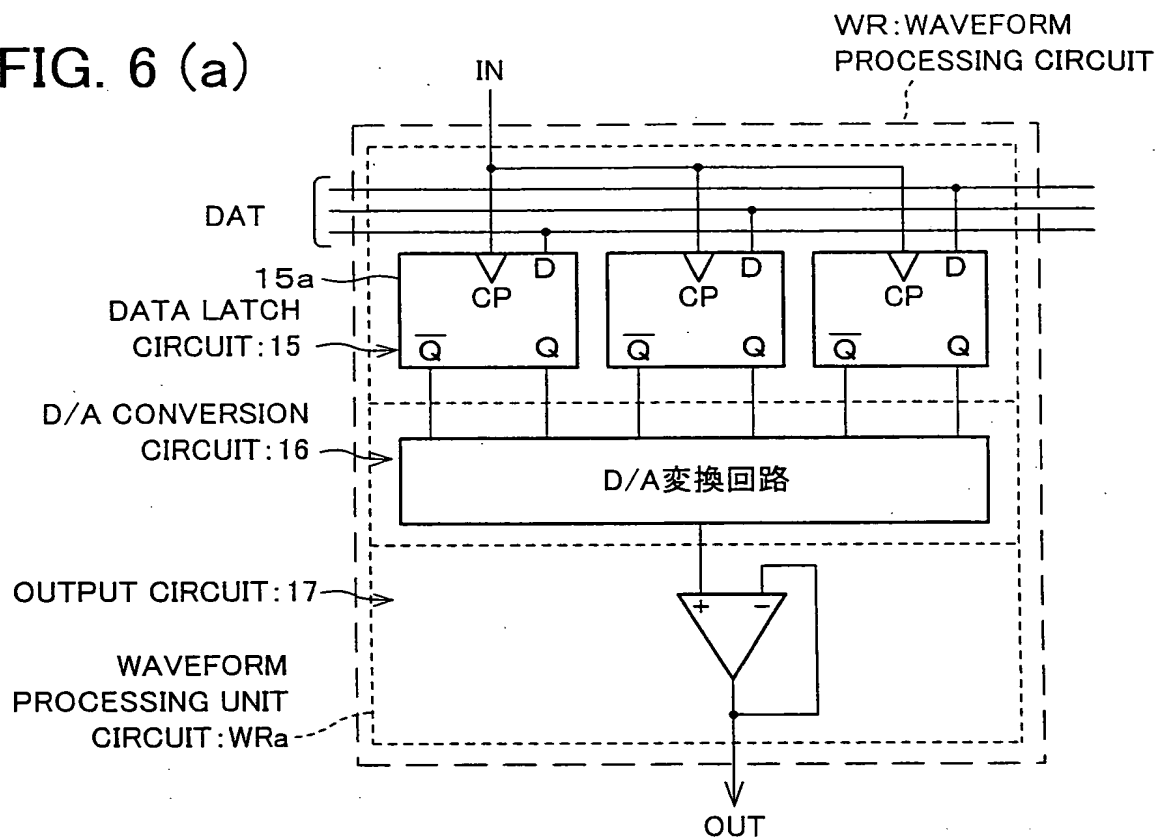 FIG. 6 (a)
WR:WAVEFORM
PROCESSING CIRCUIT
IN
DAT
15a
D
D
D
CP
CP
CP
DATA LATCH
CIRCUIT:15
Q̅
Q
Q̅
Q
Q̅
Q
D/A CONVERSION
CIRCUIT:16
D/A変換回路
OUTPUT CIRCUIT:17
+
−
WAVEFORM
PROCESSING UNIT
CIRCUIT:WRa
OUT